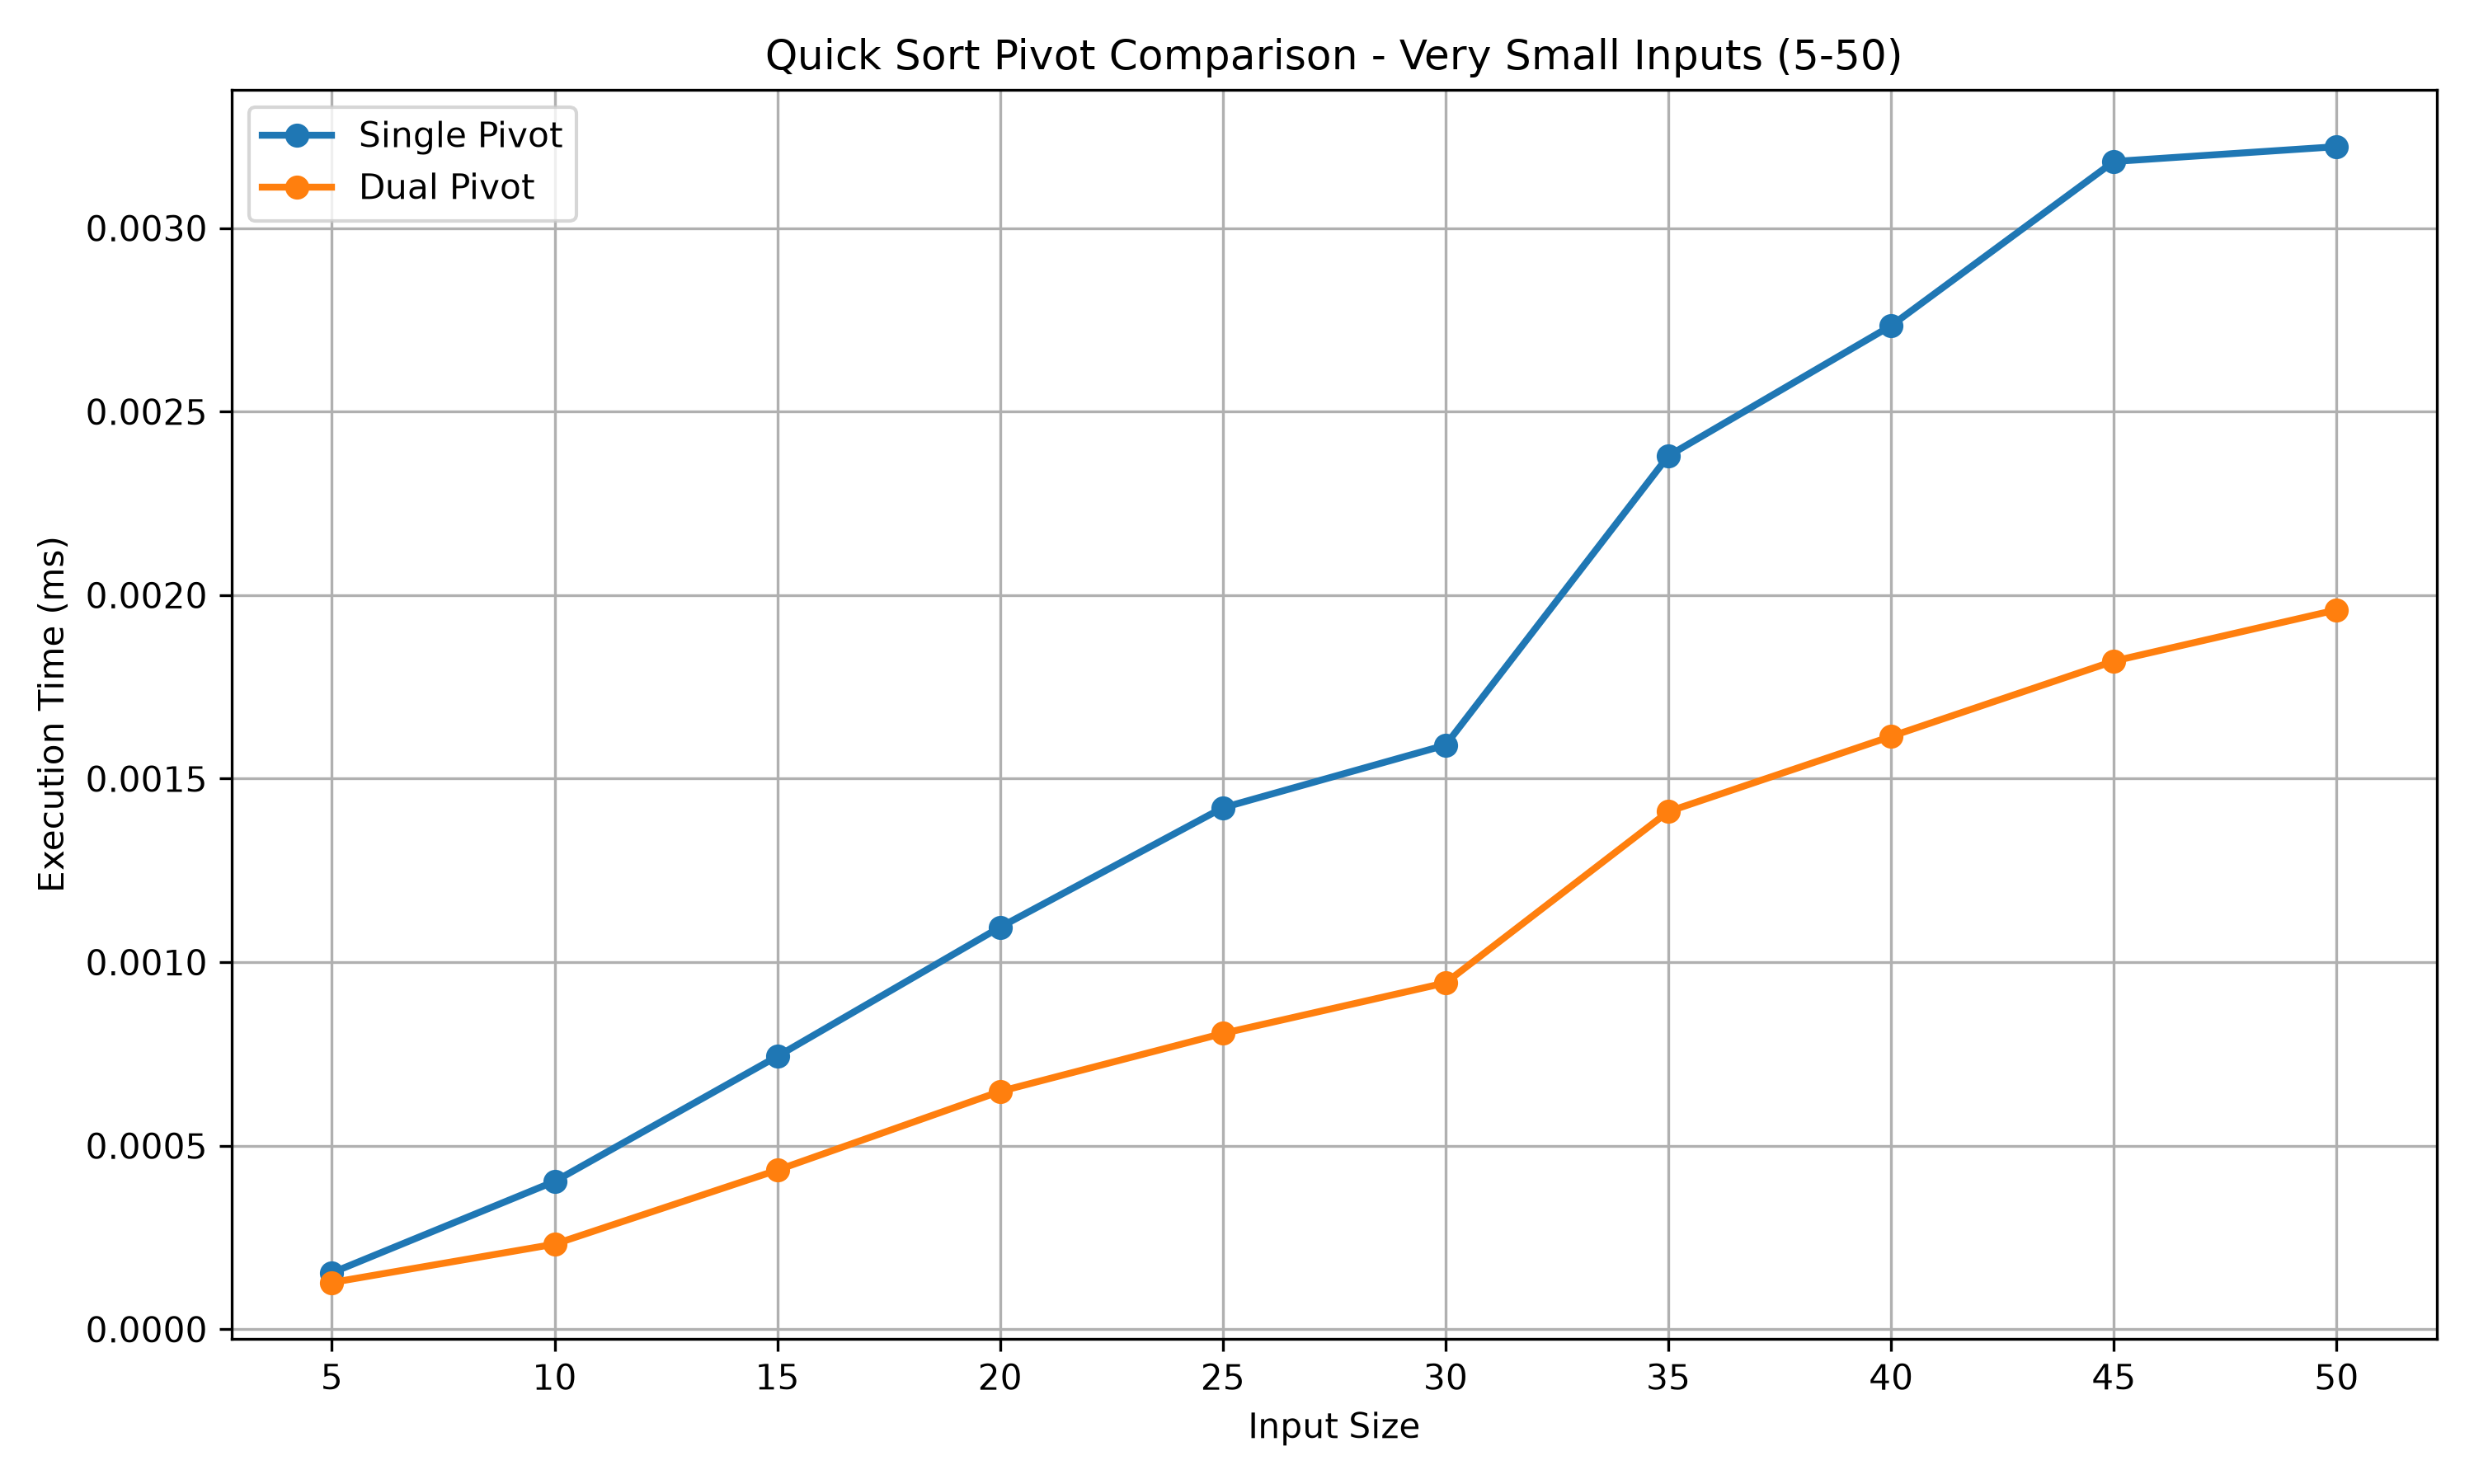 Quick Sort Pivot Comparison - Very Small Inputs (5-50)
Single Pivot
Dual Pivot
0.0030
0.0025
0.0020
0.0015
0.0010
0.0005
0.0000
Execution Time (ms)
5 10 15 20 25 30 35 40 45 50
Input Size